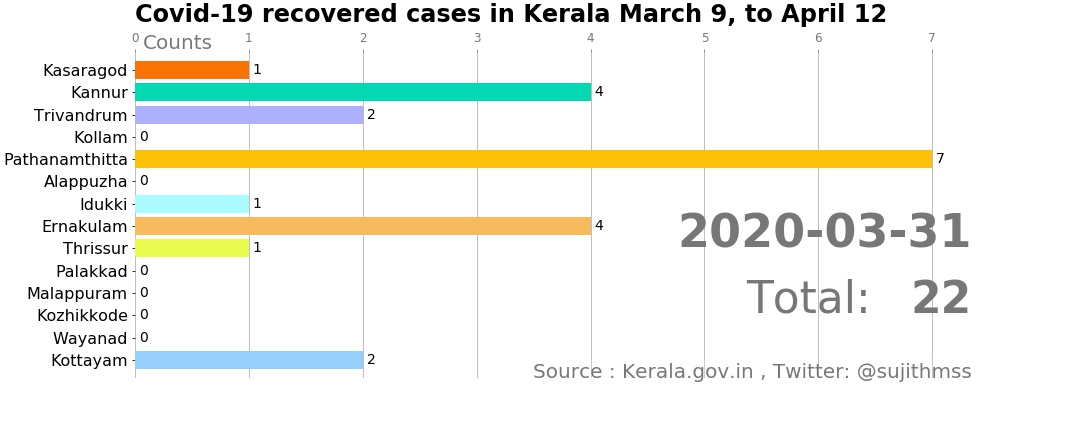 Covid-19 recovered cases in Kerala March 9, to April 12
0 1 2 3 4 5 6 7
Counts
Kasaragod 1
Kannur 4
Trivandrum 2
Kollam 0
Pathanamthitta 7
Alappuzha 0
Idukki 1
Ernakulam 4
2020-03-31
Thrissur 1
Palakkad 0
Malappuram 0
Total: 22
Kozhikkode 0
Wayanad 0
Kottayam 2
Source : Kerala.gov.in , Twitter: @sujithmss